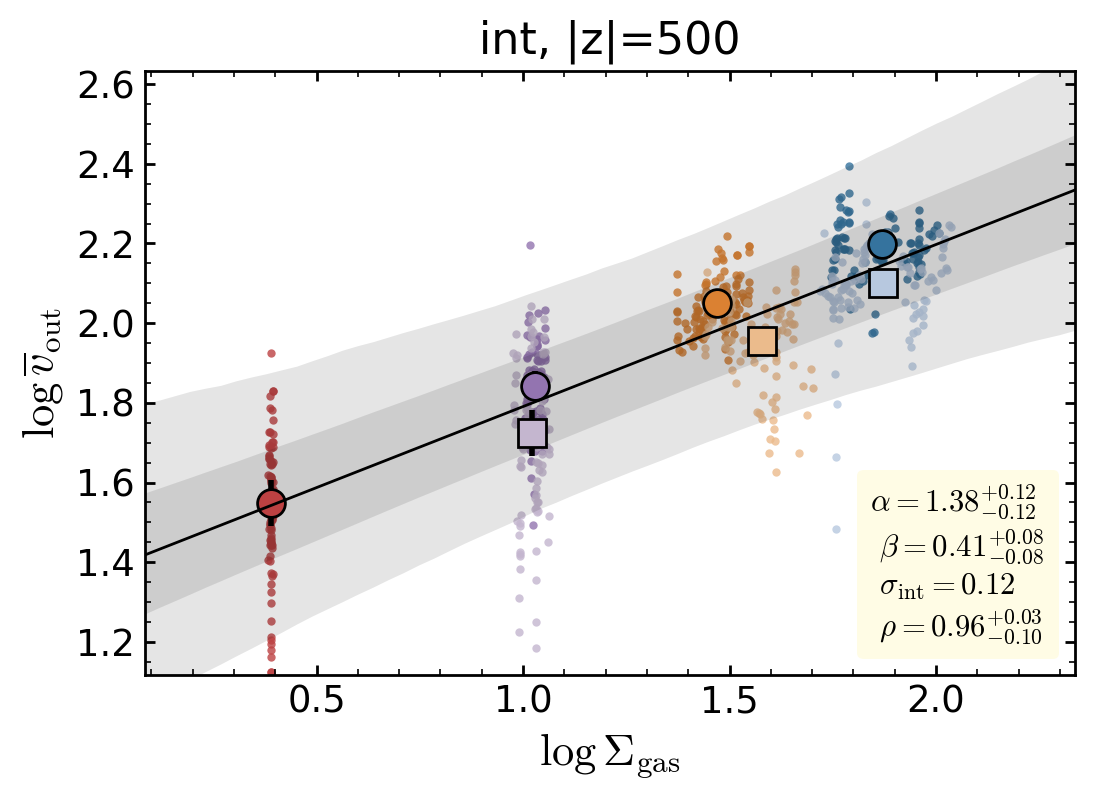 int, |z|=500
log v̅_out
2.6
2.4
2.2
2.0
1.8
1.6
1.4
1.2
α = 1.38^{+0.12}_{−0.12}
β = 0.41^{+0.08}_{−0.08}
σ_int = 0.12
ρ = 0.96^{+0.03}_{−0.10}
0.5 1.0 1.5 2.0
log Σ_gas